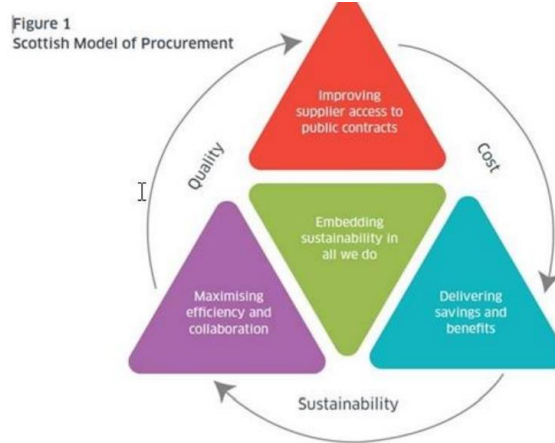 Figure 1
Scottish Model of Procurement
Improving
supplier access to
public contracts
Quality
Cost
Embedding
sustainability in
all we do
Maximising
efficiency and
collaboration
Delivering
savings and
benefits
Sustainability